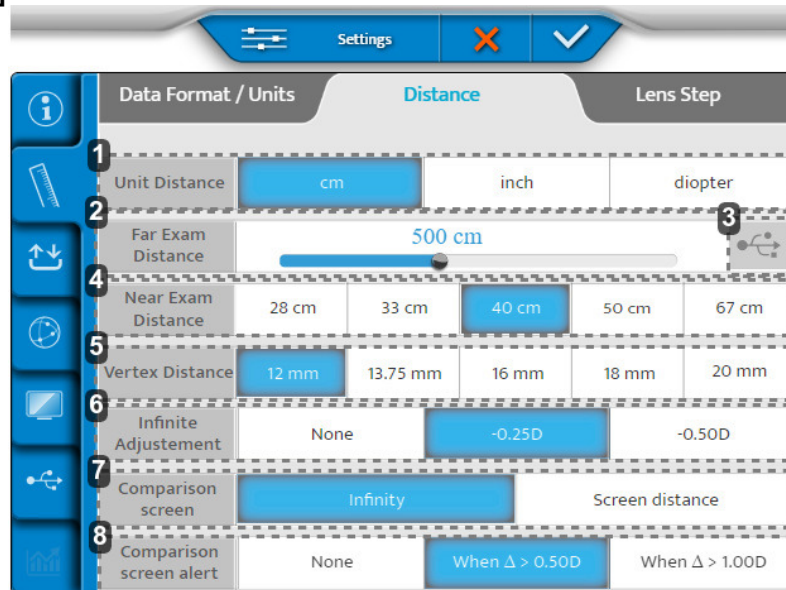 Settings
Data Format / Units Distance Lens Step
1
Unit Distance cm inch diopter
2
3
Far Exam
Distance
500 cm
4
Near Exam
Distance
28 cm 33 cm 40 cm 50 cm 67 cm
5
Vertex Distance 12 mm 13.75 mm 16 mm 18 mm 20 mm
6
Infinite
Adjustement
None -0.25D -0.50D
7
Comparison
screen
Infinity Screen distance
8
Comparison
screen alert
None When Δ > 0.50D When Δ > 1.00D